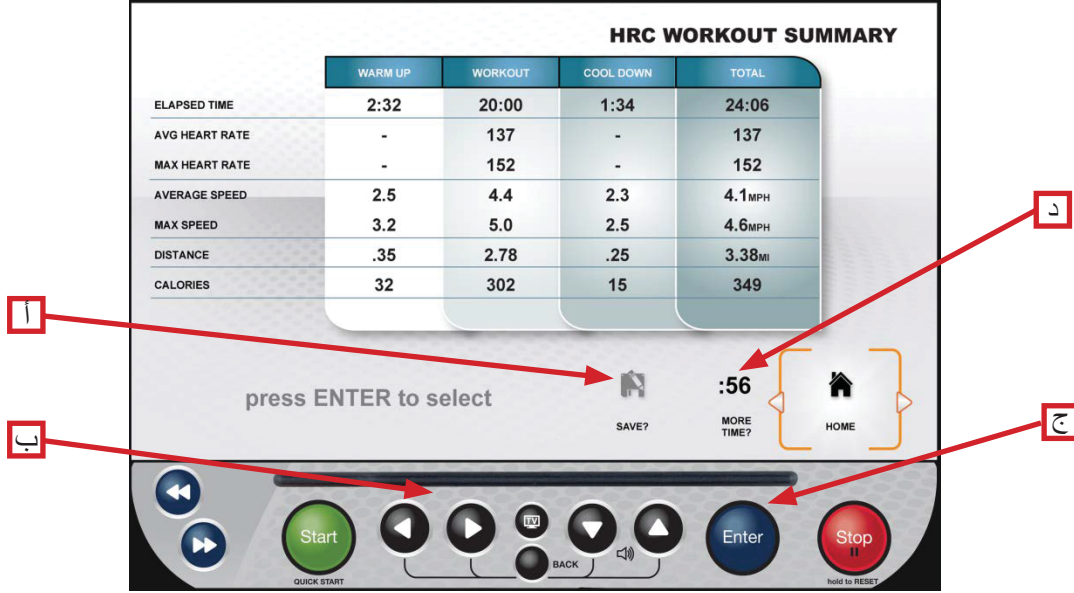 HRC WORKOUT SUMMARY
WARM UP WORKOUT COOL DOWN TOTAL
ELAPSED TIME 2:32 20:00 1:34 24:06
AVG HEART RATE - 137 - 137
MAX HEART RATE - 152 - 152
AVERAGE SPEED 2.5 4.4 2.3 4.1MPH
MAX SPEED 3.2 5.0 2.5 4.6MPH
DISTANCE .35 2.78 .25 3.38MI
CALORIES 32 302 15 349
د
أ
press ENTER to select
SAVE?
:56
MORE
TIME?
HOME
ب
ج
Start
QUICK START
TV
BACK
Enter
Stop
hold to RESET